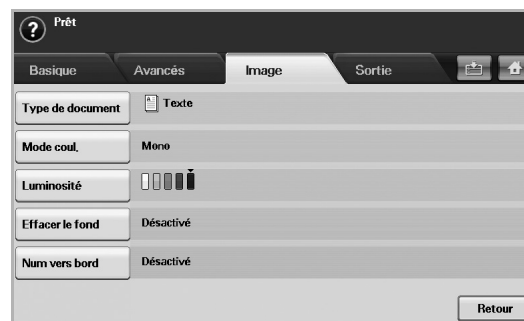 Prêt
Basique Avancés Image Sortie
Type de document Texte
Mode coul. Mono
Luminosité
Effacer le fond Désactivé
Num vers bord Désactivé
Retour